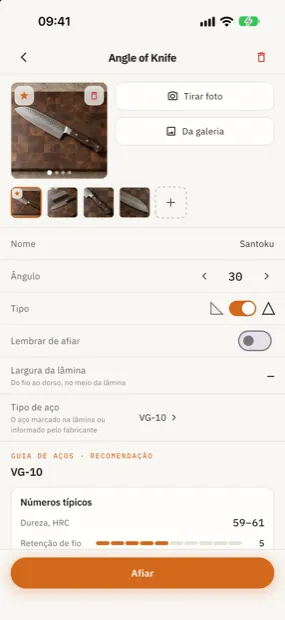 09:41
Angle of Knife
Tirar foto
Da galeria
Nome
Santoku
Ângulo
30
Tipo
Lembrar de afiar
Largura da lâmina
Do fio ao dorso, no meio da lâmina
–
Tipo de aço
O aço marcado na lâmina ou
informado pelo fabricante
VG-10
GUIA DE AÇOS · RECOMENDAÇÃO
VG-10
Números típicos
Dureza, HRC
59–61
Retenção de fio
5
Afiar